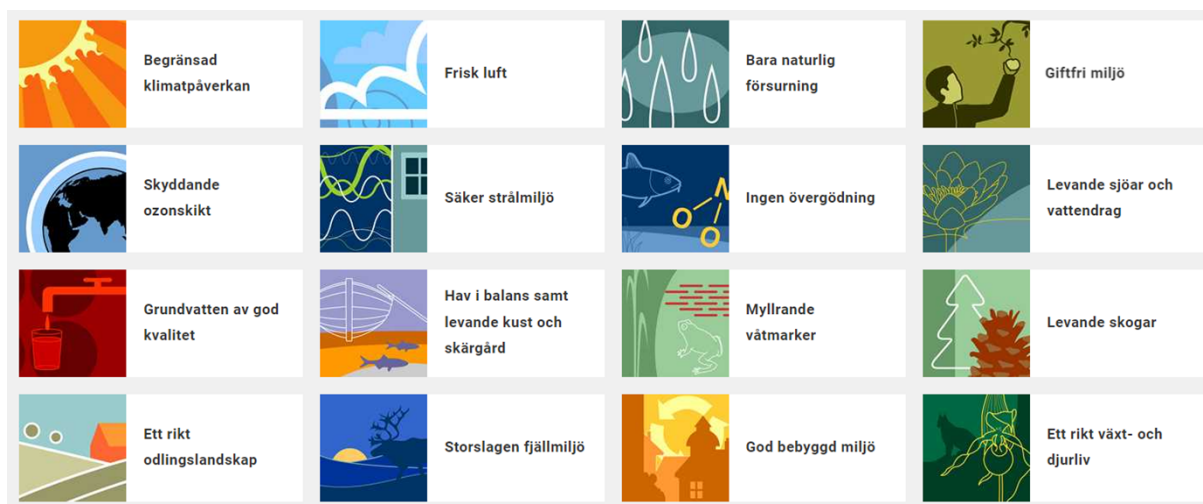 Begränsad
klimatpåverkan
Frisk luft
Bara naturlig
försurning
Giftfri miljö
Skyddande
ozonskikt
Säker strålmiljö
Ingen övergödning
Levande sjöar och
vattendrag
Grundvatten av god
kvalitet
Hav i balans samt
levande kust och
skärgård
Myllrande
våtmarker
Levande skogar
Ett rikt
odlingslandskap
Storslagen fjällmiljö
God bebyggd miljö
Ett rikt växt- och
djurliv